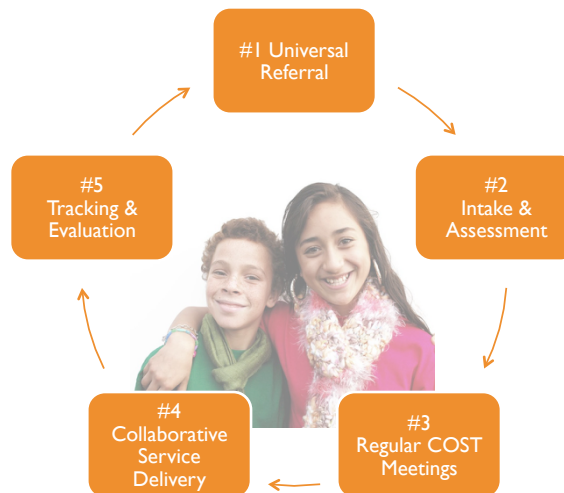 #1 Universal
Referral
#2
Intake &
Assessment
#3
Regular COST
Meetings
#4
Collaborative
Service
Delivery
#5
Tracking &
Evaluation